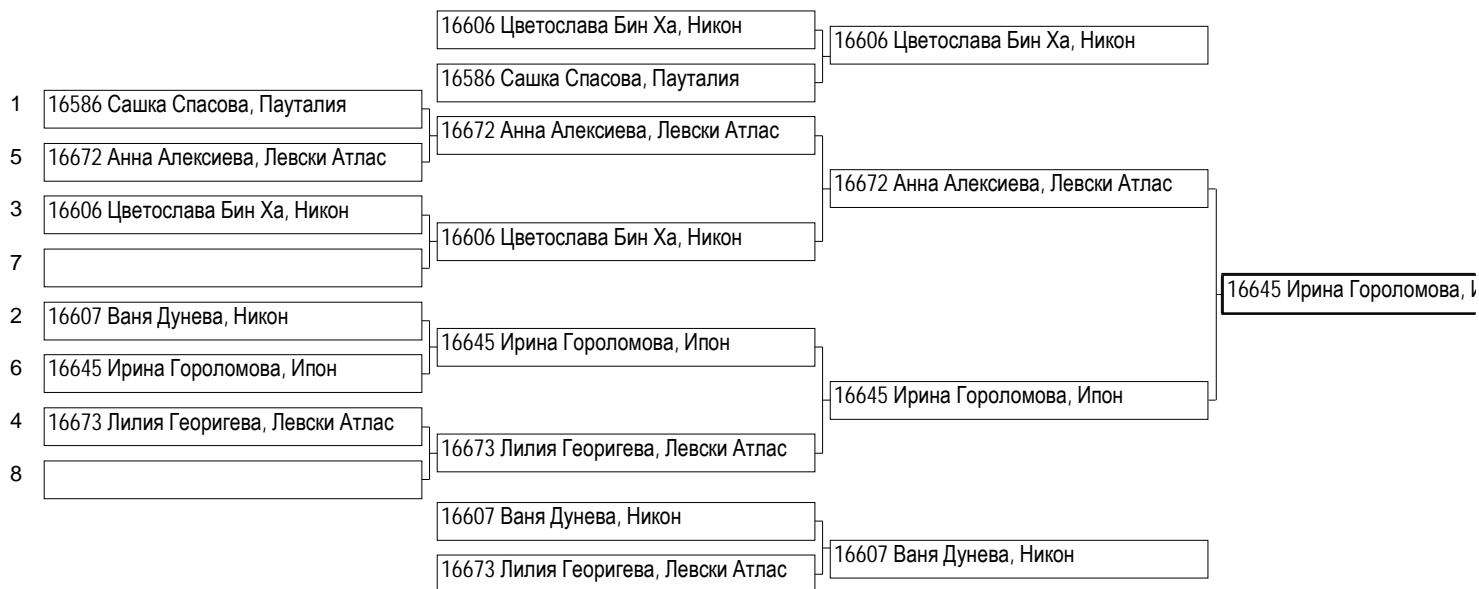 16606 Цветослава Бин Ха, Никон
16606 Цветослава Бин Ха, Никон
16586 Сашка Спасова, Пауталия
1 16586 Сашка Спасова, Пауталия
16672 Анна Алексиева, Левски Атлас
5 16672 Анна Алексиева, Левски Атлас
16672 Анна Алексиева, Левски Атлас
3 16606 Цветослава Бин Ха, Никон
16606 Цветослава Бин Ха, Никон
7
16645 Ирина Гороломова,
2 16607 Ваня Дунева, Никон
16645 Ирина Гороломова, Ипон
6 16645 Ирина Гороломова, Ипон
16645 Ирина Гороломова, Ипон
4 16673 Лилия Георигева, Левски Атлас
16673 Лилия Георигева, Левски Атлас
8
16607 Ваня Дунева, Никон
16607 Ваня Дунева, Никон
16673 Лилия Георигева, Левски Атлас